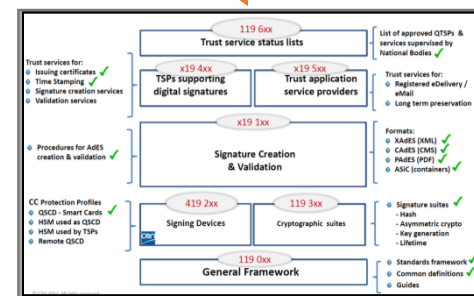 119 6xx
Trust service status lists
List of approved QTSPs &
services supervised by
National Bodies
Trust services for:
Issuing certificates
Time Stamping
Signature creation services
Validation services
x19 4xx
TSPs supporting
digital signatures
x19 5xx
Trust application
service providers
Trust services for:
Registered eDelivery /
eMail
Long term preservation
x19 1xx
Signature Creation
& Validation
Procedures for AdES
creation & validation
Formats:
XAdES (XML)
CAdES (CMS)
PAdES (PDF)
ASiC (containers)
CC Protection Profiles
QSCD - Smart Cards
HSM used as QSCD
HSM used by TSPs
Remote QSCD
419 2xx
Signing Devices
119 3xx
Cryptographic suites
Signature suites
- Hash
- Asymmetric crypto
- Key generation
- Lifetime
119 0xx
General Framework
Standards framework
Common definitions
Guides